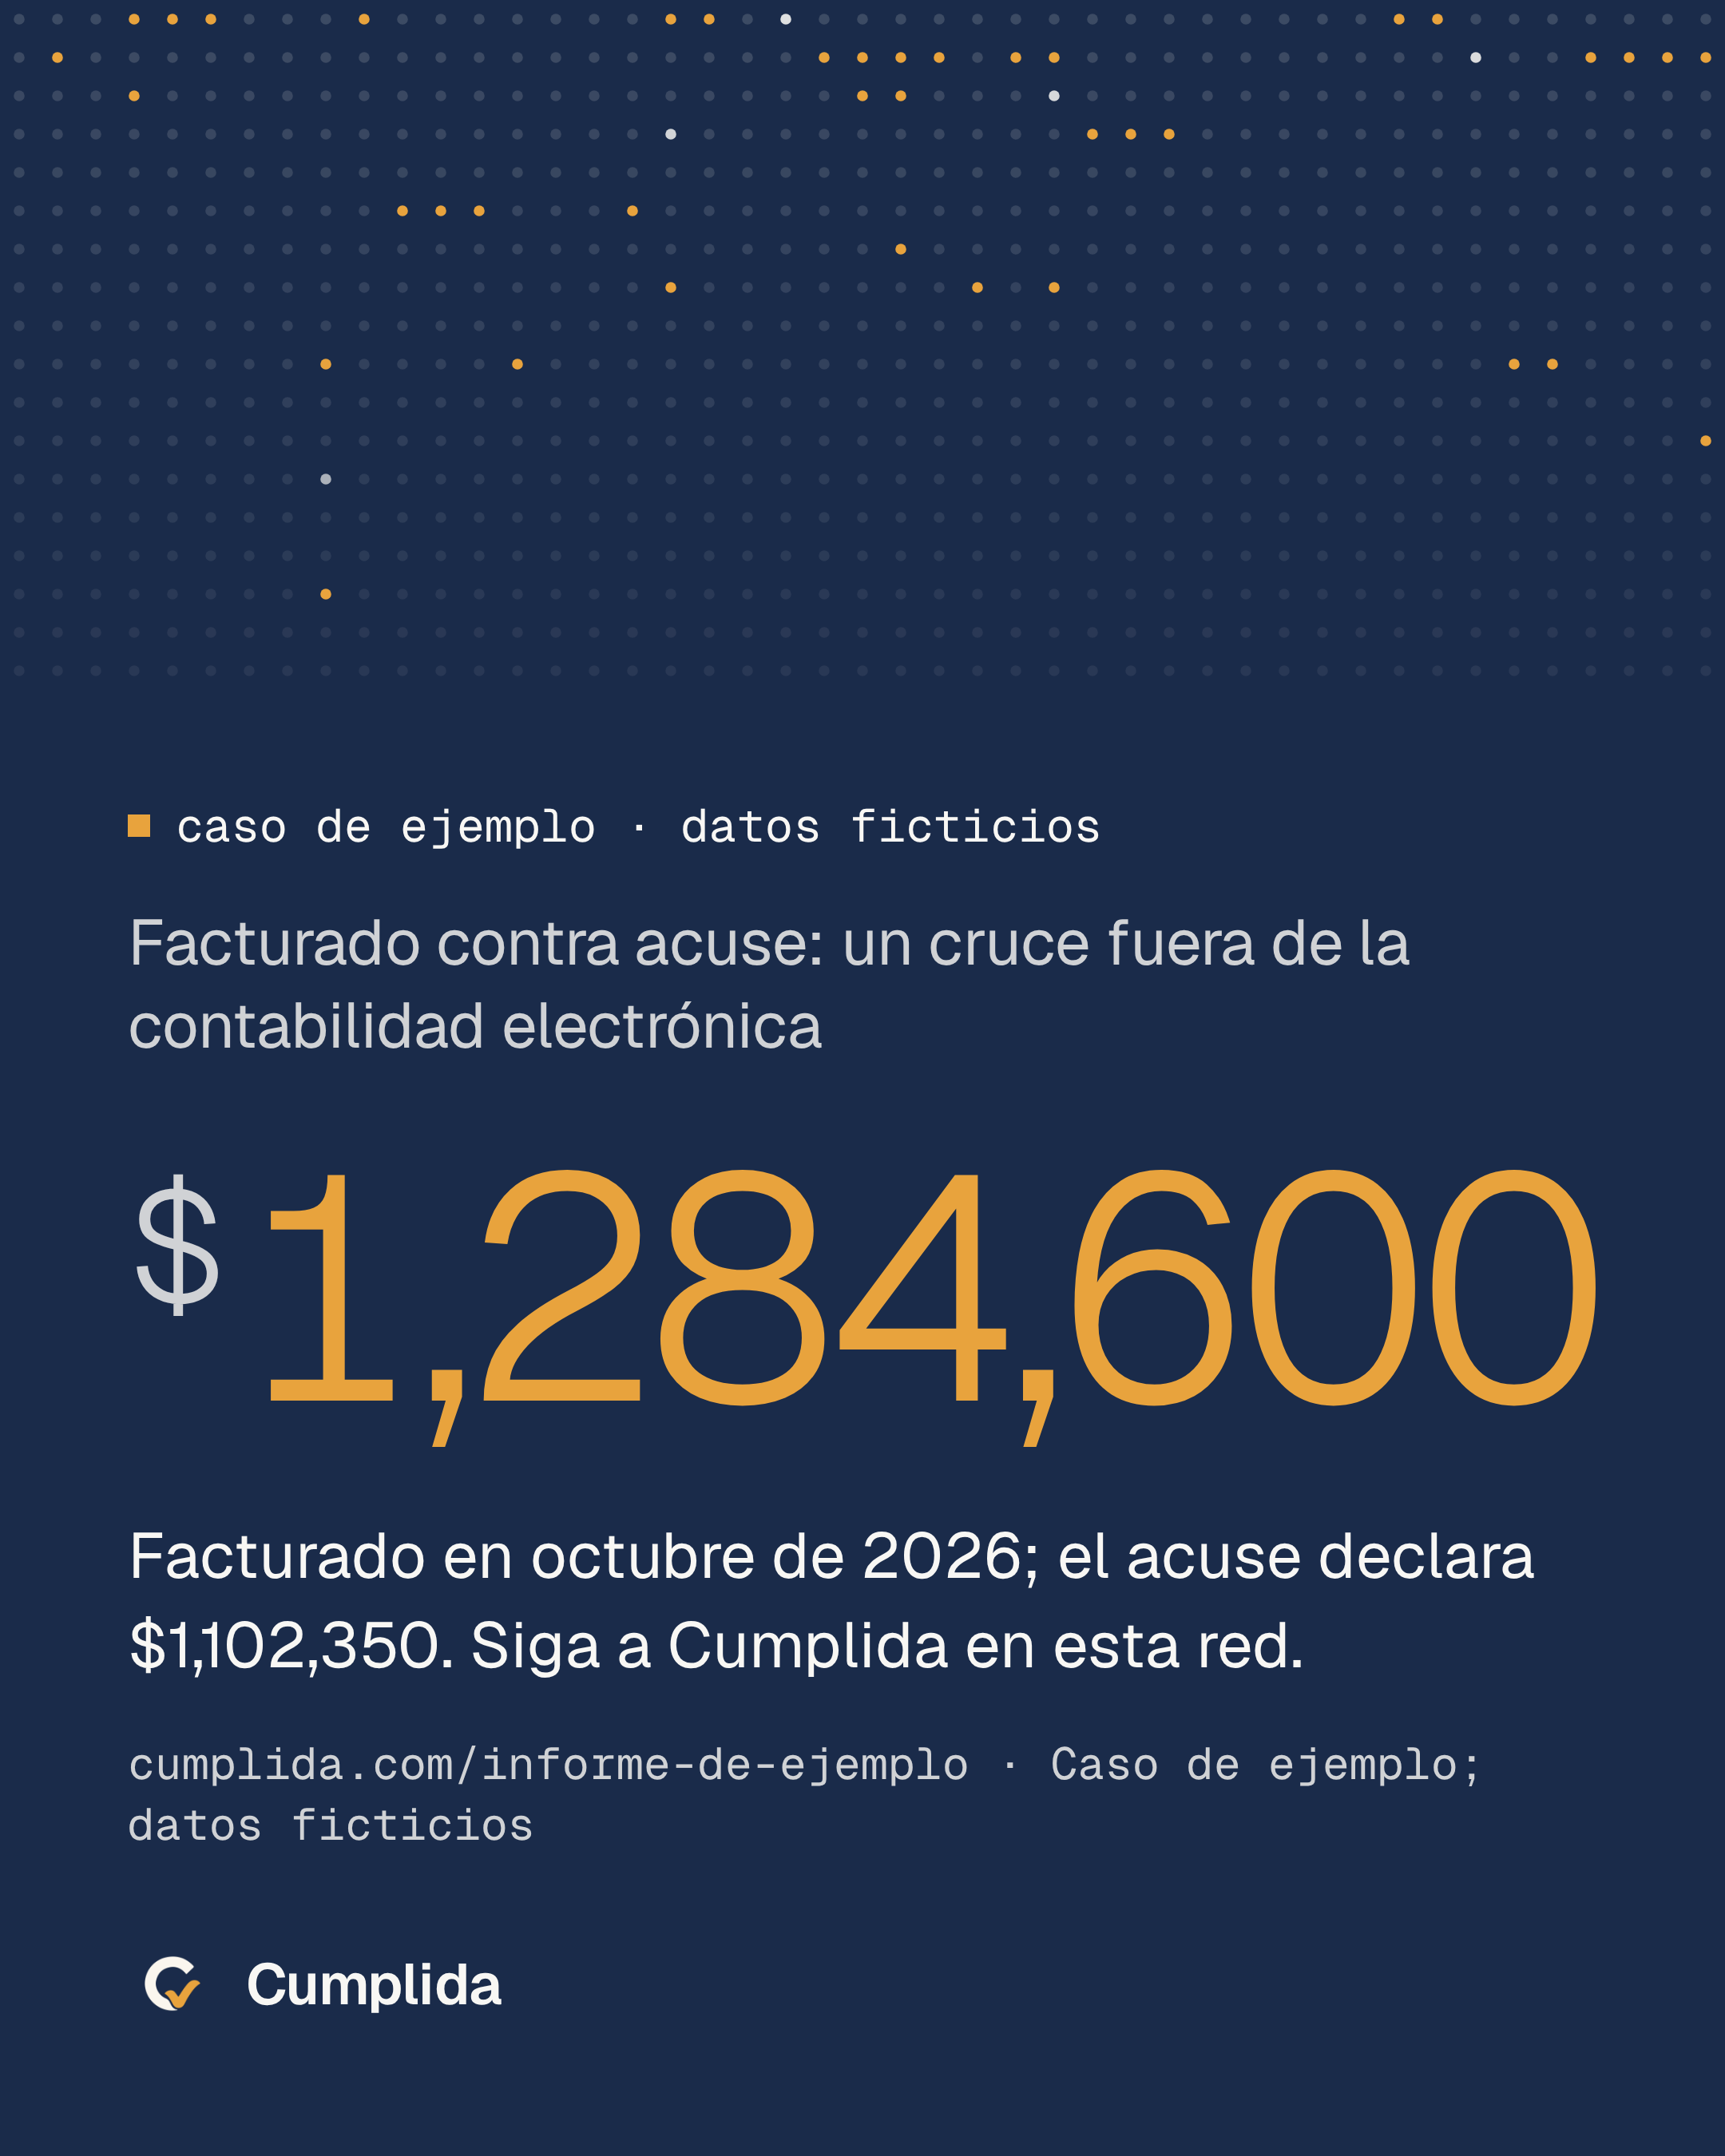 caso de ejemplo · datos ficticios
Facturado contra acuse: un cruce fuera de la
contabilidad electrónica
$1,284,600
Facturado en octubre de 2026; el acuse declara
$1,102,350. Siga a Cumplida en esta red.
cumplida.com/informe-de-ejemplo · Caso de ejemplo;
datos ficticios
Cumplida